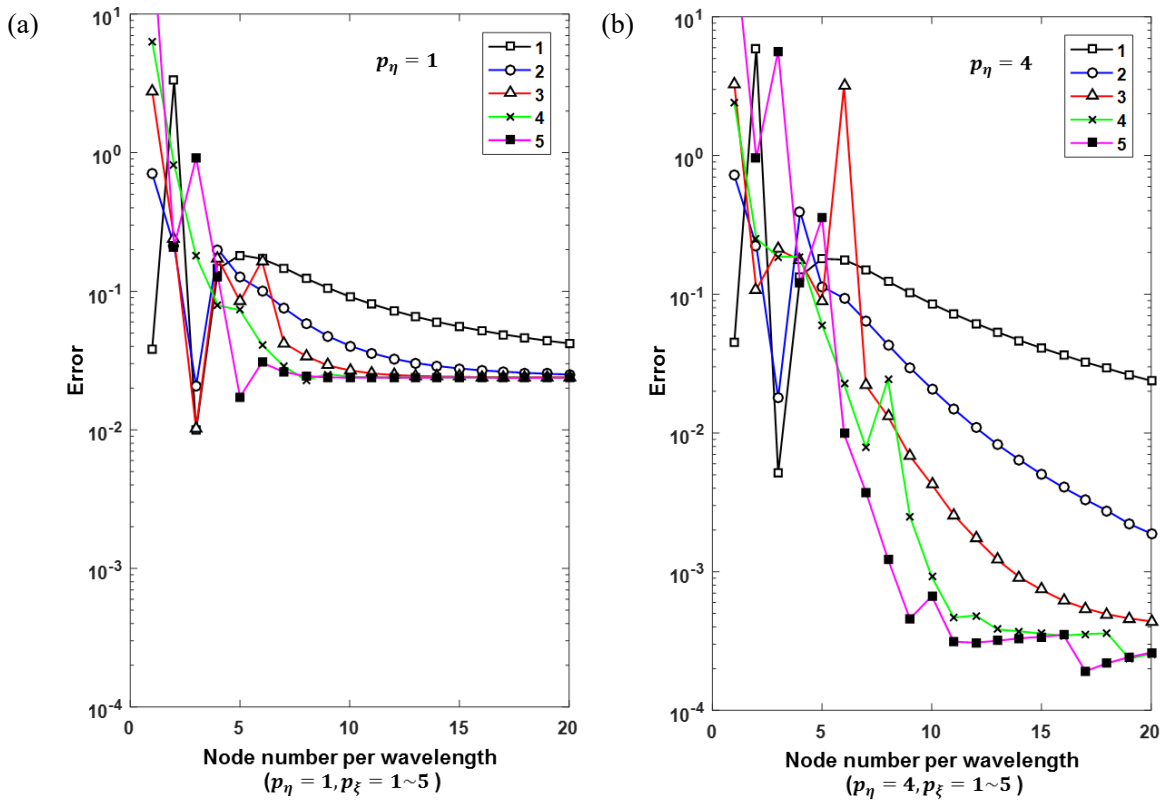 (a)
10^1
10^0
10^-1
10^-2
10^-3
10^-4
Error
p_η = 1
1
2
3
4
5
0 5 10 15 20
Node number per wavelength
(p_η = 1, p_ξ = 1~5 )
(b)
10^1
10^0
10^-1
10^-2
10^-3
10^-4
Error
p_η = 4
1
2
3
4
5
0 5 10 15 20
Node number per wavelength
(p_η = 4, p_ξ = 1~5 )